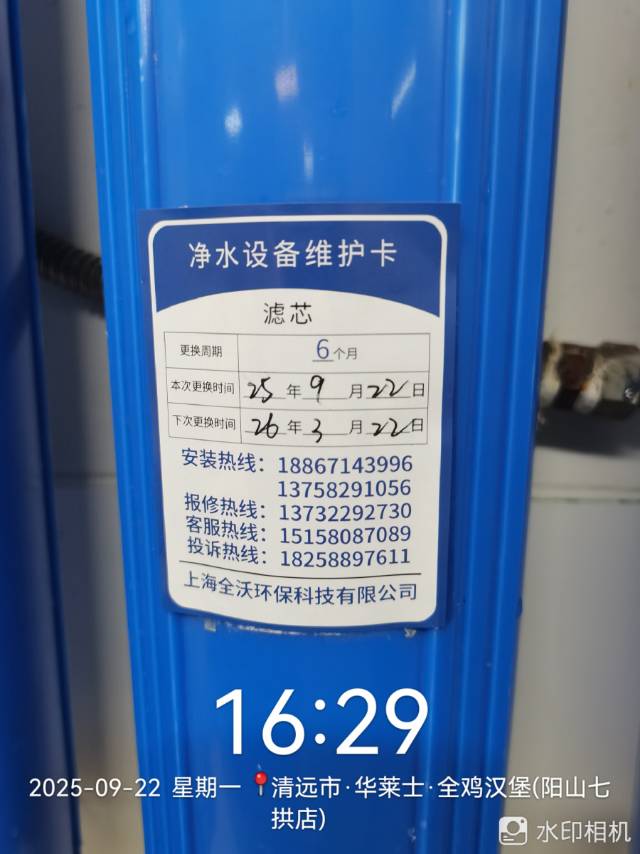 净水设备维护卡
滤芯
更换周期 6个月
本次更换时间 25年9月22日
下次更换时间 26年3月22日
安装热线：18867143996
13758291056
报修热线：13732292730
客服热线：15158087089
投诉热线：18258897611
上海全沃环保科技有限公司
16:29
2025-09-22 星期一 清远市·华莱士·全鸡汉堡(阳山七
拱店)
水印相机